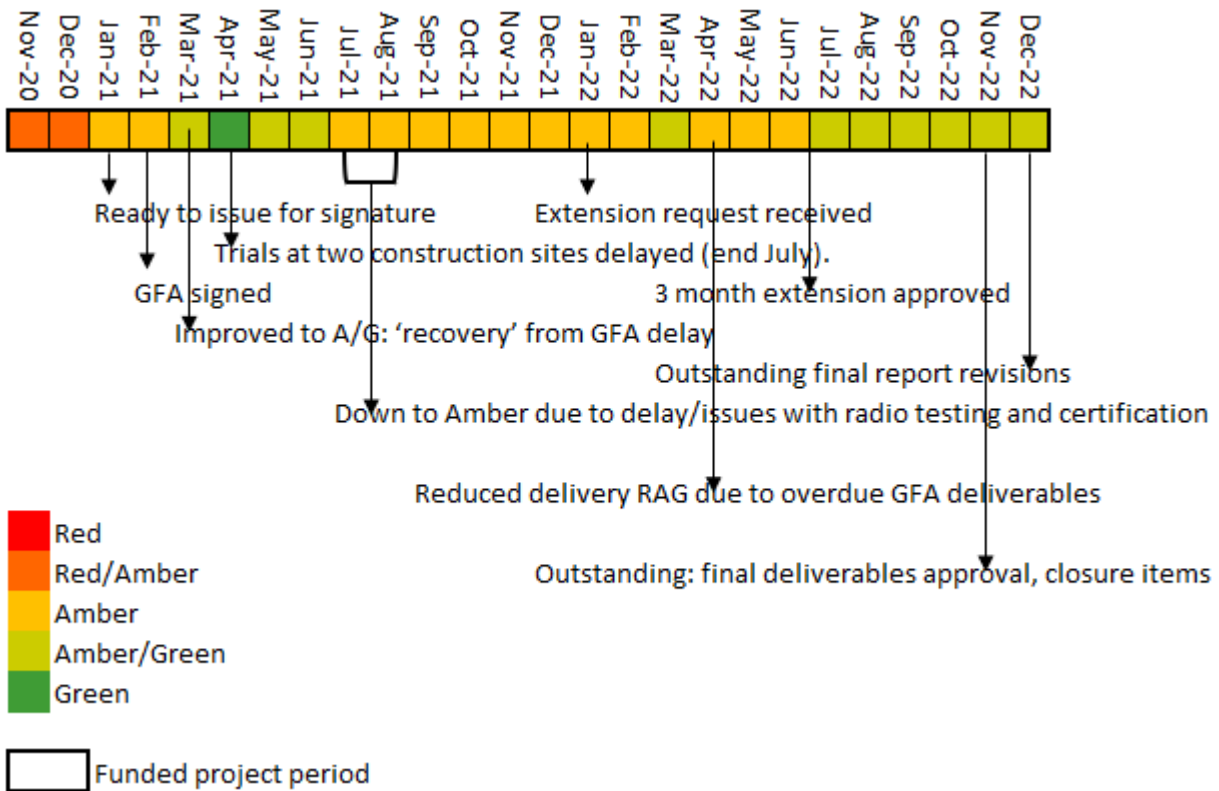 Nov-20
Dec-20
Jan-21
Feb-21
Mar-21
Apr-21
May-21
Jun-21
Jul-21
Aug-21
Sep-21
Oct-21
Nov-21
Dec-21
Jan-22
Feb-22
Mar-22
Apr-22
May-22
Jun-22
Jul-22
Aug-22
Sep-22
Oct-22
Nov-22
Dec-22
Ready to issue for signature
Extension request received
Trials at two construction sites delayed (end July).
GFA signed
3 month extension approved
Improved to A/G: ‘recovery’ from GFA delay
Outstanding final report revisions
Down to Amber due to delay/issues with radio testing and certification
Reduced delivery RAG due to overdue GFA deliverables
Outstanding: final deliverables approval, closure items
Red
Red/Amber
Amber
Amber/Green
Green
Funded project period